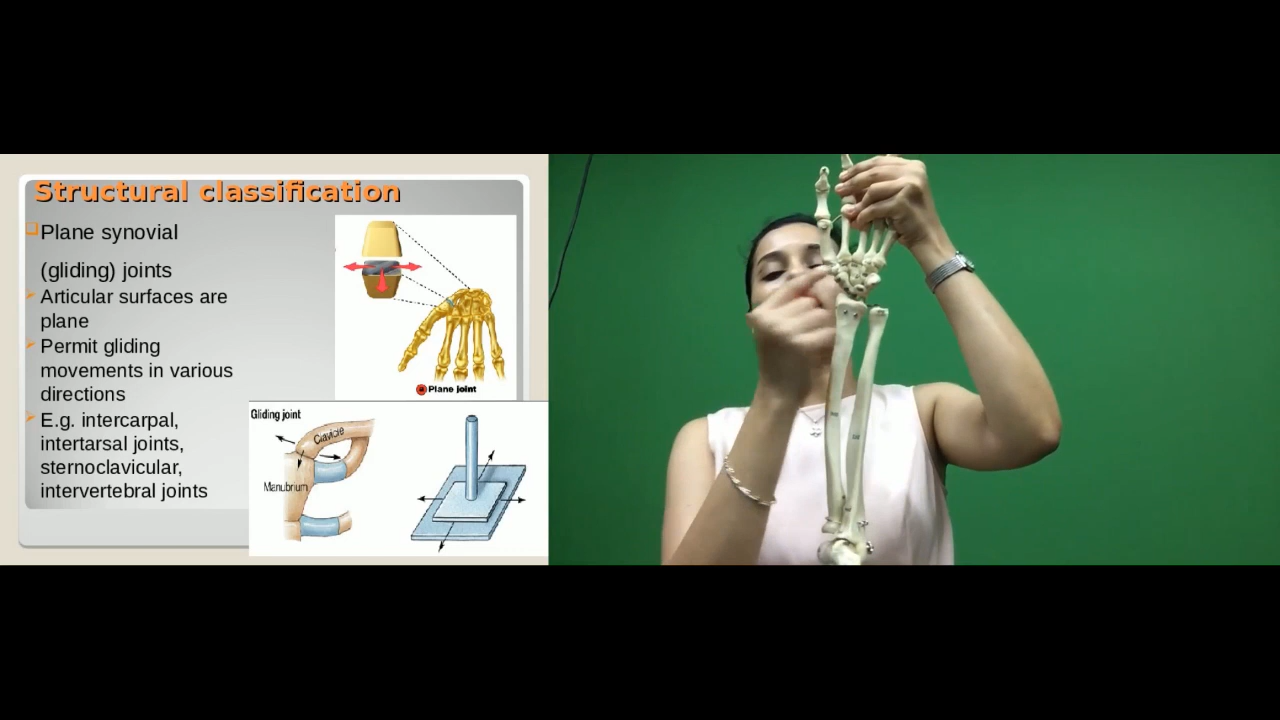 Structural classification
Plane synovial
(gliding) joints
Articular surfaces are
plane
Permit gliding
movements in various
directions
E.g. intercarpal,
intertarsal joints,
sternoclavicular,
intervertebral joints
Plane joint
Gliding joint
Clavicle
Manubrium